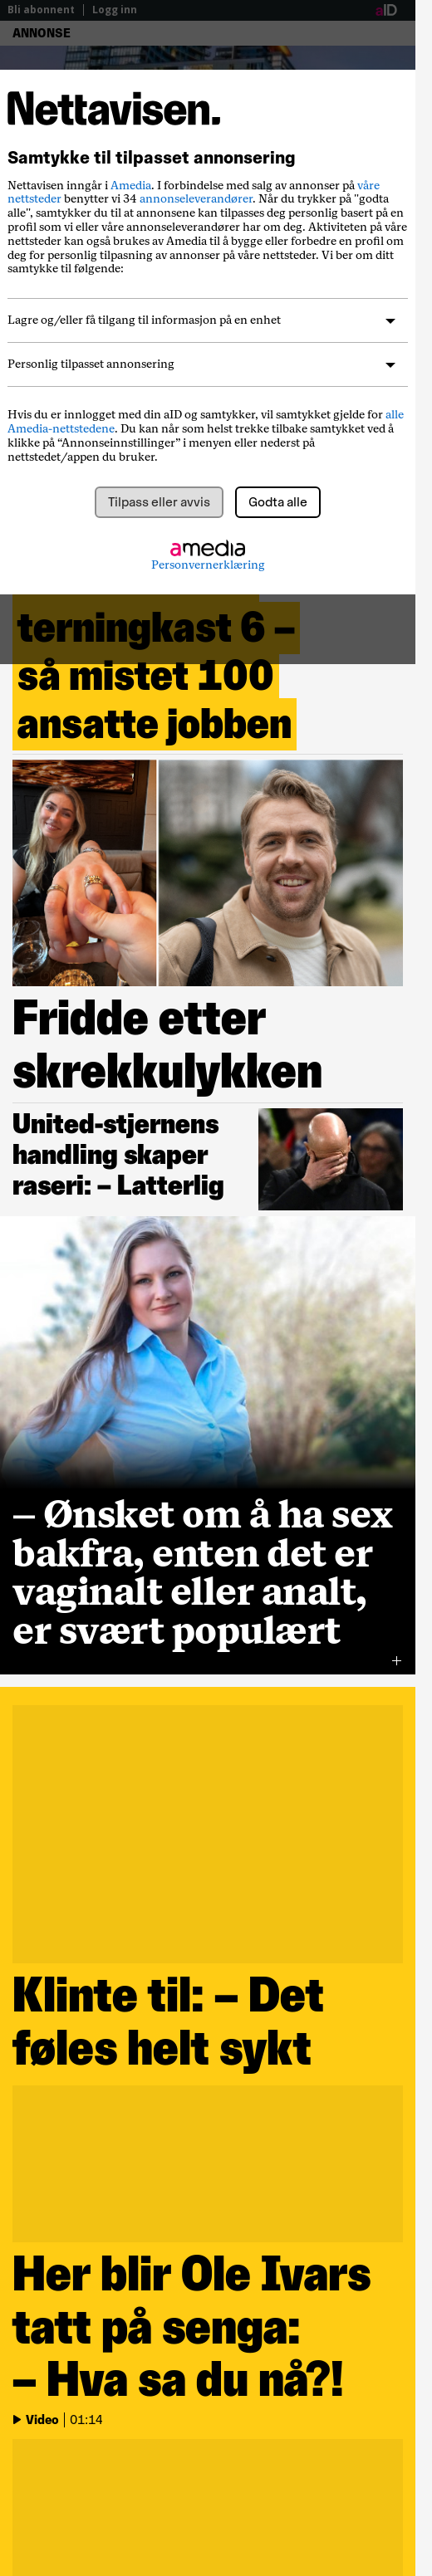 Bli abonnent
Logg inn
aID
ANNONSE
Nettavisen.
Samtykke til tilpasset annonsering
Nettavisen inngår i Amedia. I forbindelse med salg av annonser på våre
nettsteder benytter vi 34 annonseleverandører. Når du trykker på "godta
alle", samtykker du til at annonsene kan tilpasses deg personlig basert på en
profil som vi eller våre annonseleverandører har om deg. Aktiviteten på våre
nettsteder kan også brukes av Amedia til å bygge eller forbedre en profil om
deg for personlig tilpasning av annonser på våre nettsteder. Vi ber om ditt
samtykke til følgende:
Lagre og/eller få tilgang til informasjon på en enhet
Personlig tilpasset annonsering
Hvis du er innlogget med din aID og samtykker, vil samtykket gjelde for alle
Amedia-nettstedene. Du kan når som helst trekke tilbake samtykket ved å
klikke på “Annonseinnstillinger” i menyen eller nederst på
nettstedet/appen du bruker.
Tilpass eller avvis
Godta alle
amedia
Personvernerklæring
terningkast 6 –
så mistet 100
ansatte jobben
Fridde etter
skrekkulykken
United-stjernens
handling skaper
raseri: – Latterlig
– Ønsket om å ha sex
bakfra, enten det er
vaginalt eller analt,
er svært populært
Klinte til: – Det
føles helt sykt
Her blir Ole Ivars
tatt på senga:
– Hva sa du nå?!
Video
01:14